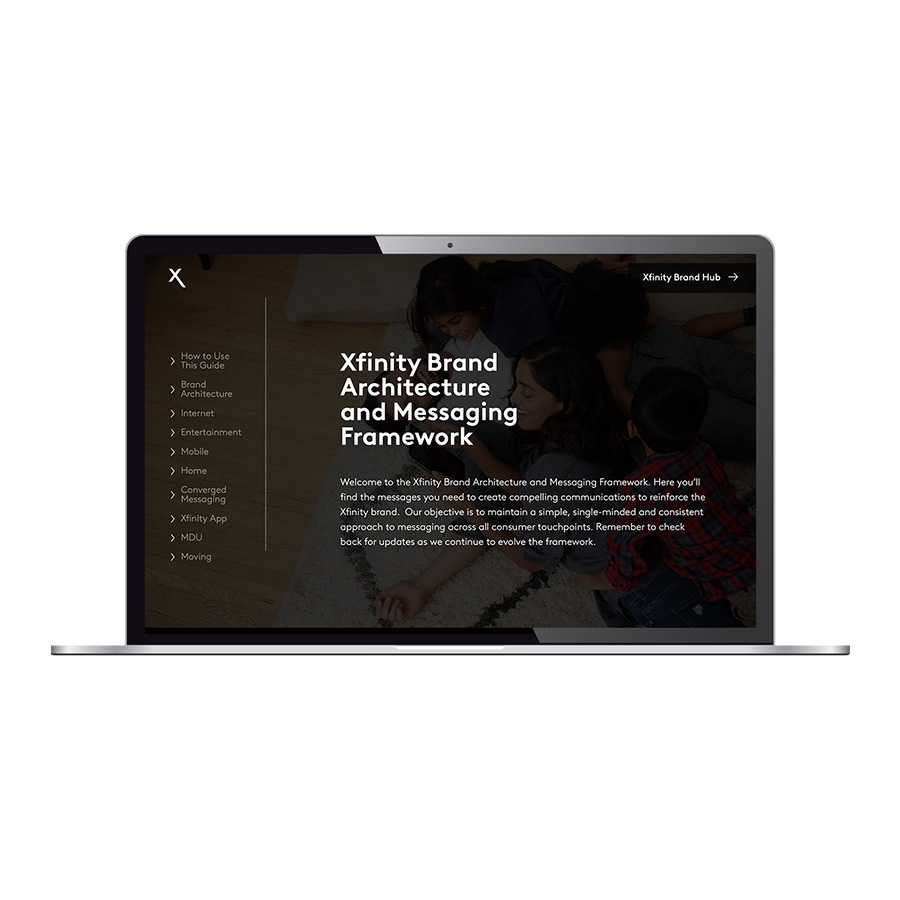 X
Xfinity Brand Hub →
How to Use
This Guide
Brand
Architecture
Internet
Entertainment
Mobile
Home
Converged
Messaging
Xfinity App
MDU
Moving
Xfinity Brand
Architecture
and Messaging
Framework
Welcome to the Xfinity Brand Architecture and Messaging Framework. Here you'll
find the messages you need to create compelling communications to reinforce the
Xfinity brand.  Our objective is to maintain a simple, single-minded and consistent
approach to messaging across all consumer touchpoints. Remember to check
back for updates as we continue to evolve the framework.